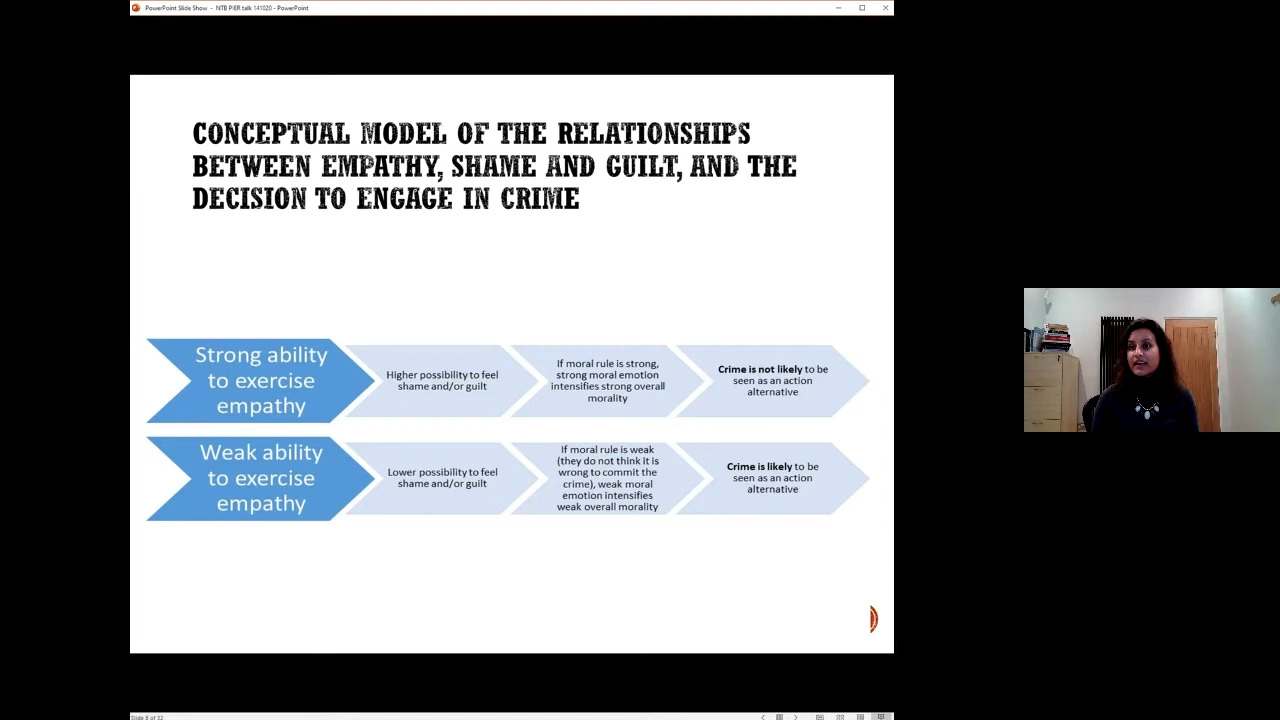 PowerPoint Slide Show - NTB PIER talk 141020 - PowerPoint
CONCEPTUAL MODEL OF THE RELATIONSHIPS
BETWEEN EMPATHY, SHAME AND GUILT, AND THE
DECISION TO ENGAGE IN CRIME
Strong ability
to exercise
empathy
Higher possibility to feel
shame and/or guilt
If moral rule is strong,
strong moral emotion
intensifies strong overall
morality
Crime is not likely to be
seen as an action
alternative
Weak ability
to exercise
empathy
Lower possibility to feel
shame and/or guilt
If moral rule is weak
(they do not think it is
wrong to commit the
crime), weak moral
emotion intensifies
weak overall morality
Crime is likely to be
seen as an action
alternative
Slide 8 of 32